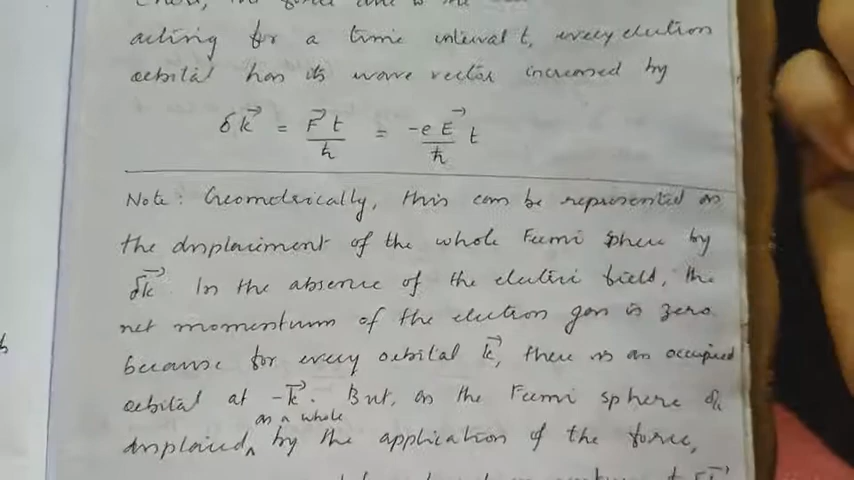 acting for a time interval t, every electron
orbital has its wave vector increased by
δk⃗ = F⃗t/ħ = -eE⃗/ħ t
Note: Geometrically, this can be represented as
the displacement of the whole Fermi sphere by
δk⃗ In the absence of the electric field, the
net momentum of the electron gas is zero
because for every orbital k⃗, there is an occupied
orbital at -k⃗. But, as the Fermi sphere is
as a whole
displaced, by the application of the force,